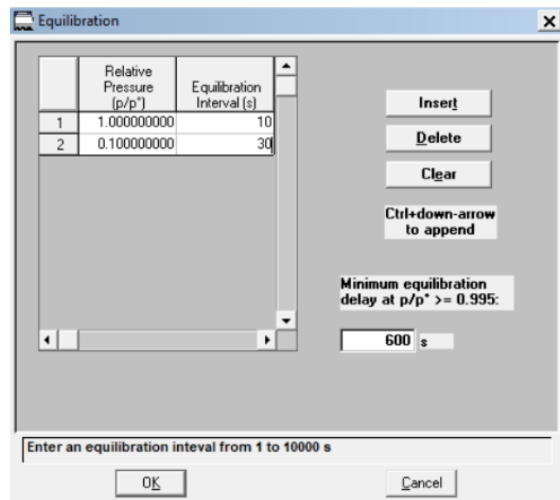 Equilibration
Relative
Pressure
(p/p°)
Equilibration
Interval (s)
1 1.000000000 10
2 0.100000000 30
Insert
Delete
Clear
Ctrl+down-arrow
to append
Minimum equilibration
delay at p/p° >= 0.995:
600 s
Enter an equilibration inteval from 1 to 10000 s
OK
Cancel